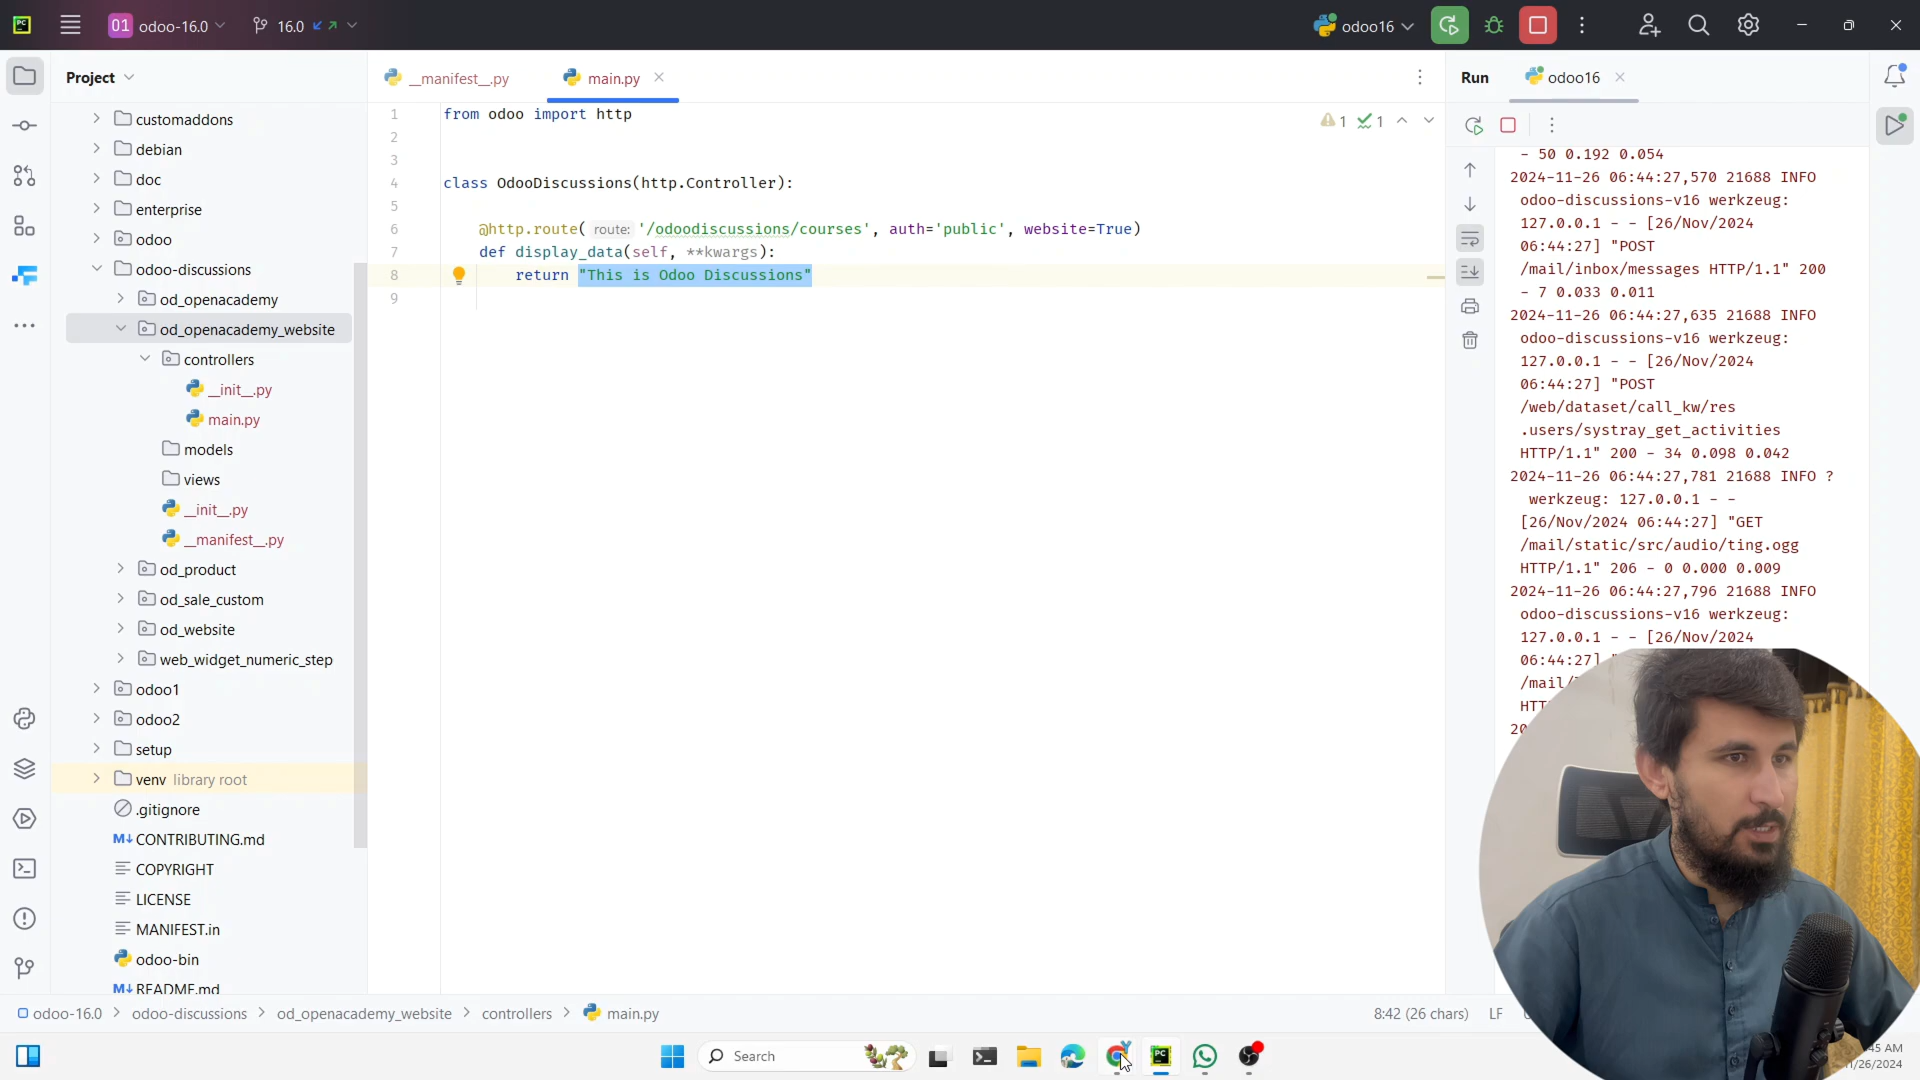 01 odoo-16.0
16.0
odoo16
Project
__manifest__.py
main.py
Run
odoo16
customaddons
debian
doc
enterprise
odoo
odoo-discussions
od_openacademy
od_openacademy_website
controllers
__init__.py
main.py
models
views
__init__.py
__manifest__.py
od_product
od_sale_custom
od_website
web_widget_numeric_step
odoo1
odoo2
setup
venv library root
.gitignore
CONTRIBUTING.md
COPYRIGHT
LICENSE
MANIFEST.in
odoo-bin
README.md
1 from odoo import http
2
3
4 class OdooDiscussions(http.Controller):
5
6 @http.route( route: '/odoodiscussions/courses', auth='public', website=True)
7 def display_data(self, **kwargs):
8 return "This is Odoo Discussions"
9
1 1
- 50 0.192 0.054
2024-11-26 06:44:27,570 21688 INFO
odoo-discussions-v16 werkzeug:
127.0.0.1 - - [26/Nov/2024
06:44:27] "POST
/mail/inbox/messages HTTP/1.1" 200
- 7 0.033 0.011
2024-11-26 06:44:27,635 21688 INFO
odoo-discussions-v16 werkzeug:
127.0.0.1 - - [26/Nov/2024
06:44:27] "POST
/web/dataset/call_kw/res
.users/systray_get_activities
HTTP/1.1" 200 - 34 0.098 0.042
2024-11-26 06:44:27,781 21688 INFO ?
werkzeug: 127.0.0.1 - -
[26/Nov/2024 06:44:27] "GET
/mail/static/src/audio/ting.ogg
HTTP/1.1" 206 - 0 0.000 0.009
2024-11-26 06:44:27,796 21688 INFO
odoo-discussions-v16 werkzeug:
127.0.0.1 - - [26/Nov/2024
06:44:27]
/mail/
odoo-16.0 > odoo-discussions > od_openacademy_website > controllers > main.py
8:42 (26 chars) LF
Search
45 AM
/26/2024